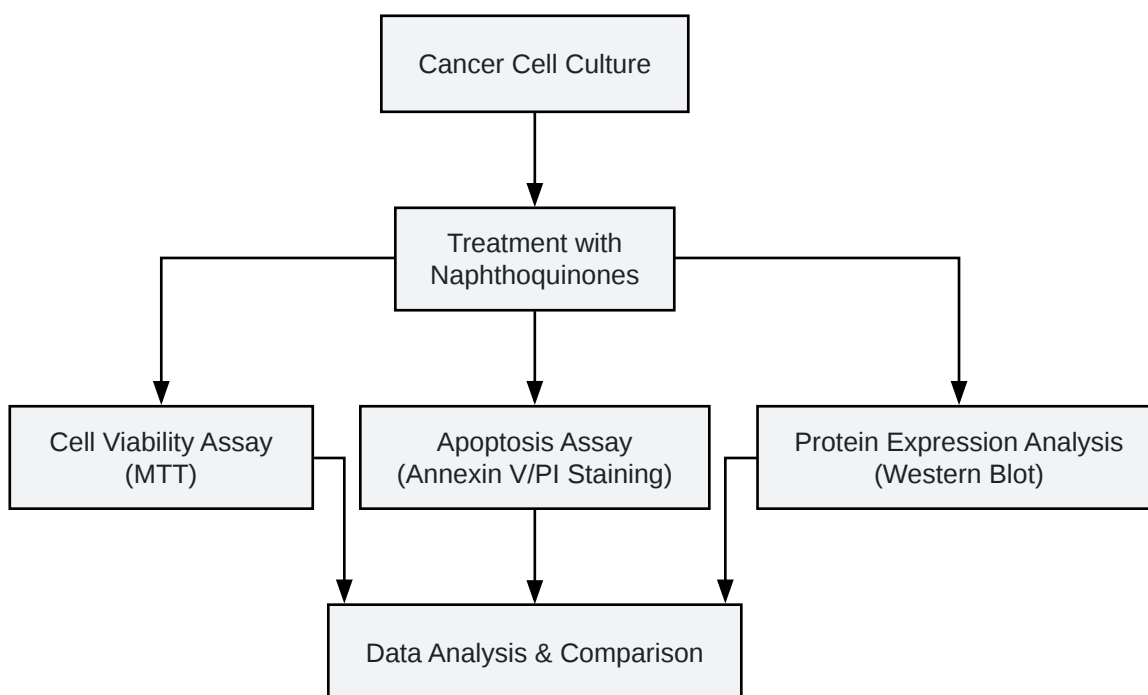 Cancer Cell Culture
Treatment with
Naphthoquinones
Cell Viability Assay
(MTT)
Apoptosis Assay
(Annexin V/PI Staining)
Protein Expression Analysis
(Western Blot)
Data Analysis & Comparison